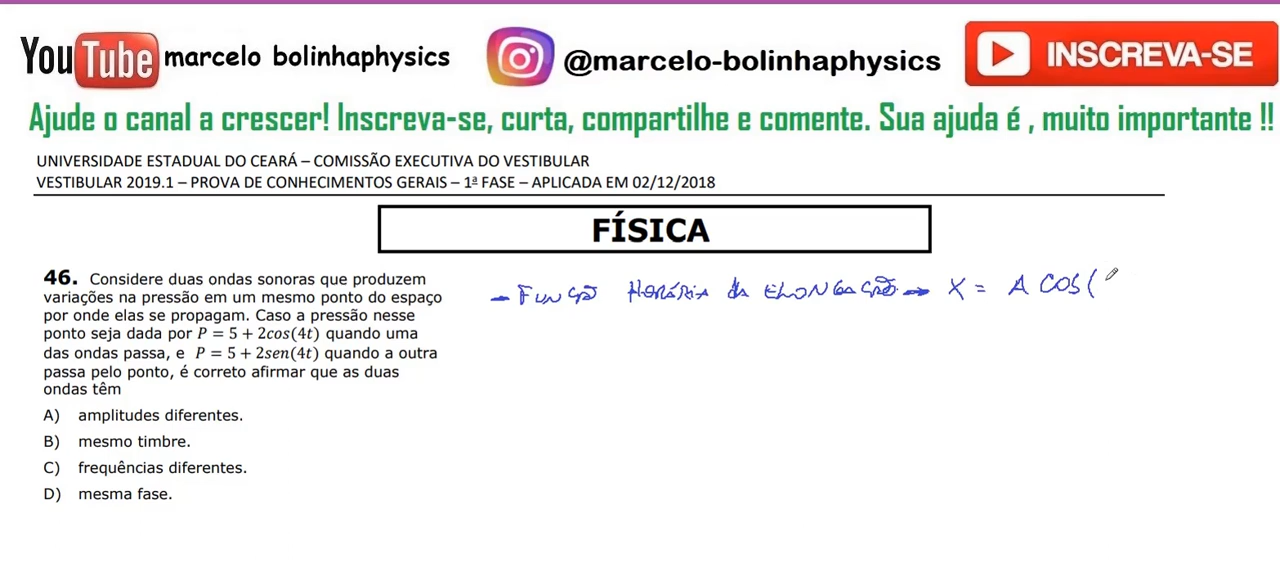 YouTube marcelo bolinhaphysics @marcelo-bolinhaphysics INSCREVA-SE
Ajude o canal a crescer! Inscreva-se, curta, compartilhe e comente. Sua ajuda é , muito importante !!
UNIVERSIDADE ESTADUAL DO CEARÁ – COMISSÃO EXECUTIVA DO VESTIBULAR
VESTIBULAR 2019.1 – PROVA DE CONHECIMENTOS GERAIS – 1ª FASE – APLICADA EM 02/12/2018
FÍSICA
46. Considere duas ondas sonoras que produzem
variações na pressão em um mesmo ponto do espaço
por onde elas se propagam. Caso a pressão nesse
ponto seja dada por P = 5 + 2cos(4t) quando uma
das ondas passa, e P = 5 + 2sen(4t) quando a outra
passa pelo ponto, é correto afirmar que as duas
ondas têm
A) amplitudes diferentes.
B) mesmo timbre.
C) frequências diferentes.
D) mesma fase.
- FUNÇÃO HORÁRIA DA ELONGAÇÃO → X = A COS(